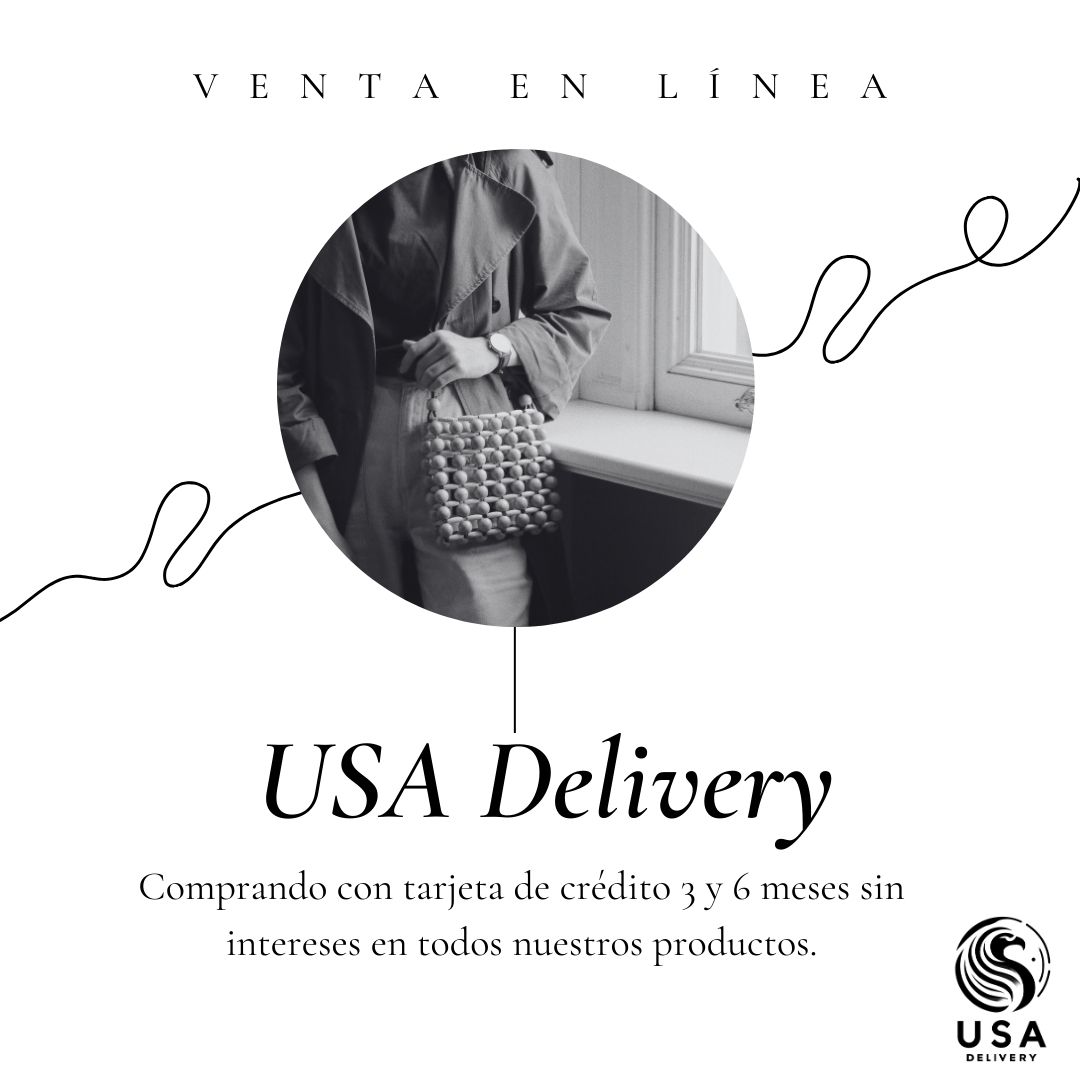 VENTA EN LÍNEA
USA Delivery
Comprando con tarjeta de crédito 3 y 6 meses sin
intereses en todos nuestros productos.
USA
DELIVERY